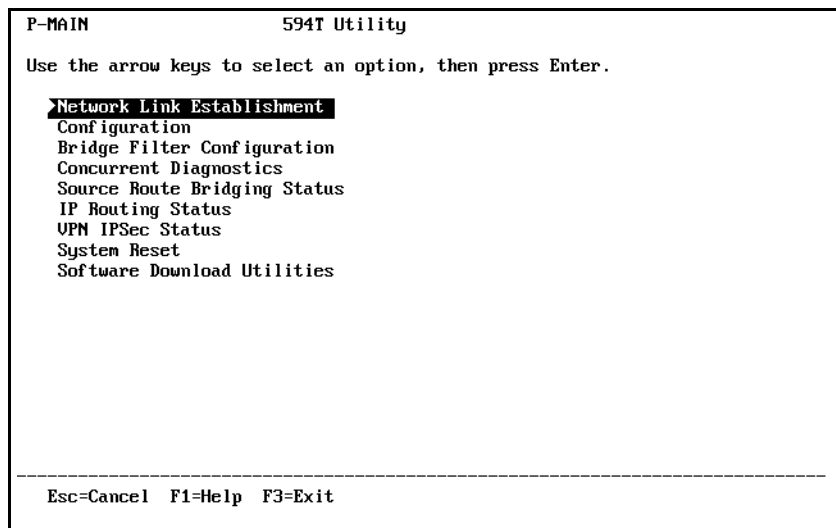 P-MAIN 594T Utility
Use the arrow keys to select an option, then press Enter.
>Network Link Establishment
Configuration
Bridge Filter Configuration
Concurrent Diagnostics
Source Route Bridging Status
IP Routing Status
VPN IPSec Status
System Reset
Software Download Utilities
Esc=Cancel F1=Help F3=Exit